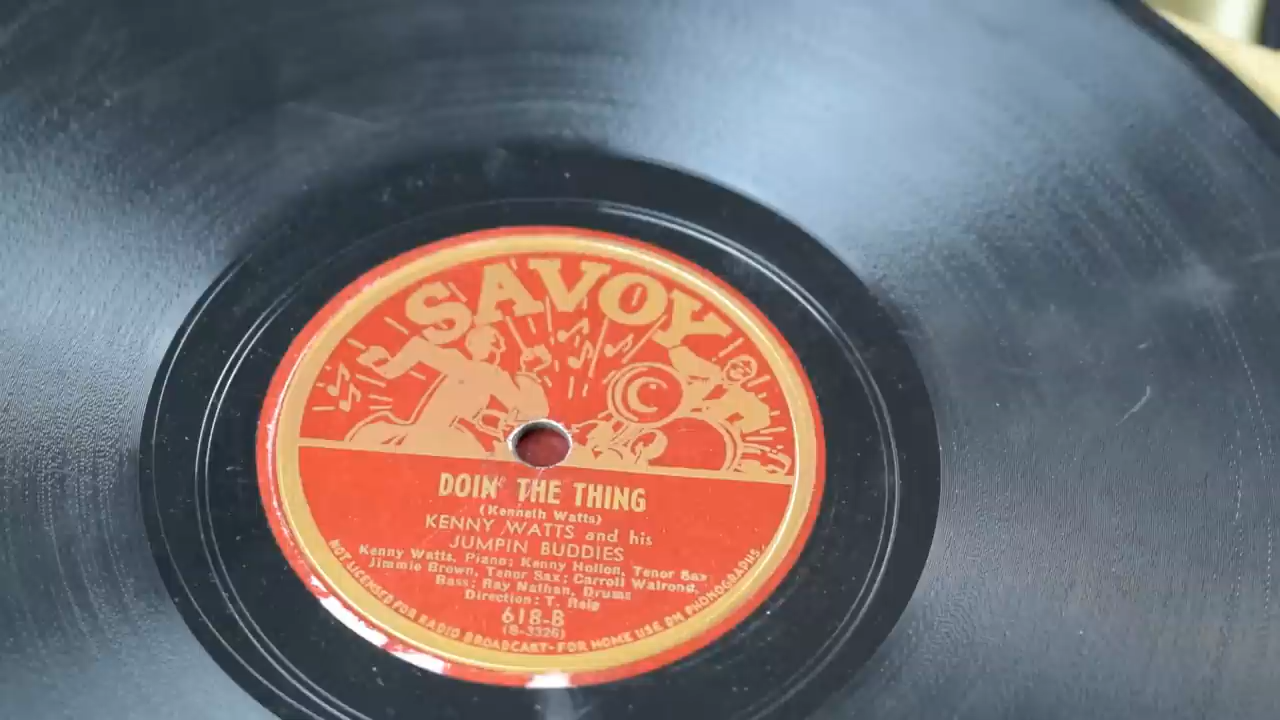 SAVOY
C
DOIN' THE THING
(Kenneth Watts)
KENNY WATTS and his
JUMPIN BUDDIES
Kenny Watts, Piano; Kenny Hollon, Tenor Sax
Jimmie Brown, Tenor Sax; Carroll Walrond,
Bass; Ray Nathan, Drums
Direction: T. Reig
618-B
(S-3326)
NOT LICENSED FOR RADIO BROADCAST - FOR HOME USE ON PHONOGRAPHS